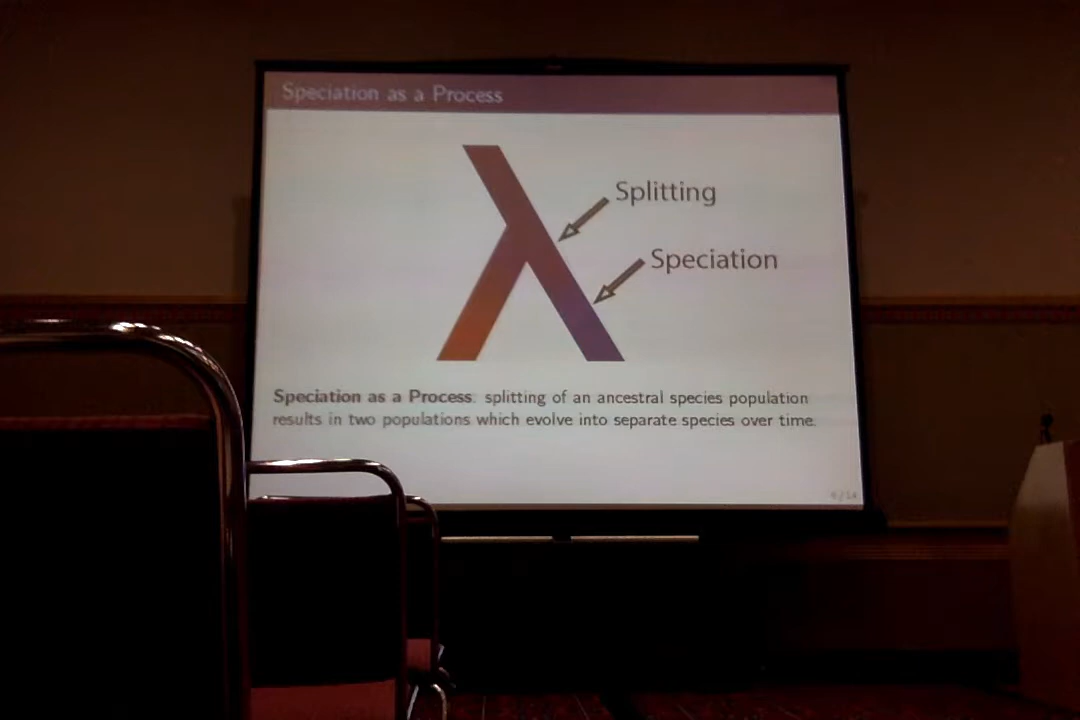 Speciation as a Process
Splitting
Speciation
Speciation as a Process: splitting of an ancestral species population
results in two populations which evolve into separate species over time.